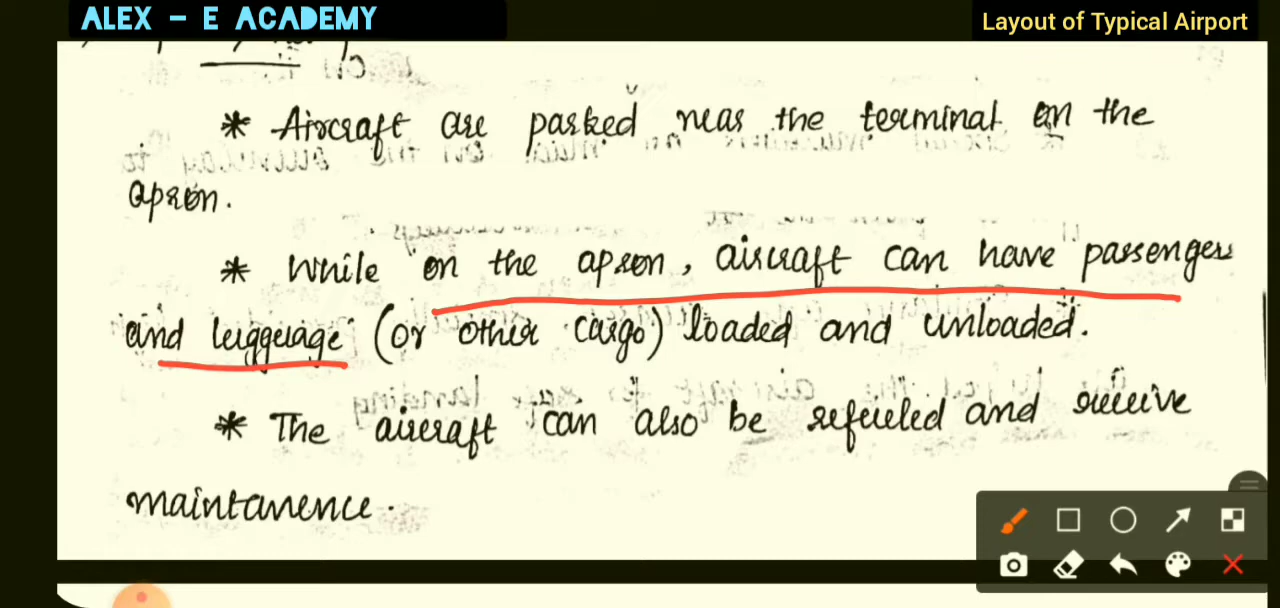 ALEX – E ACADEMY
Layout of Typical Airport
* Aircraft are parked near the terminal on the
apron.
* While on the apron, aircraft can have passengers
and leuggeage (or other cargo) loaded and unloaded.
* The aircraft can also be refueled and receive
maintanence.